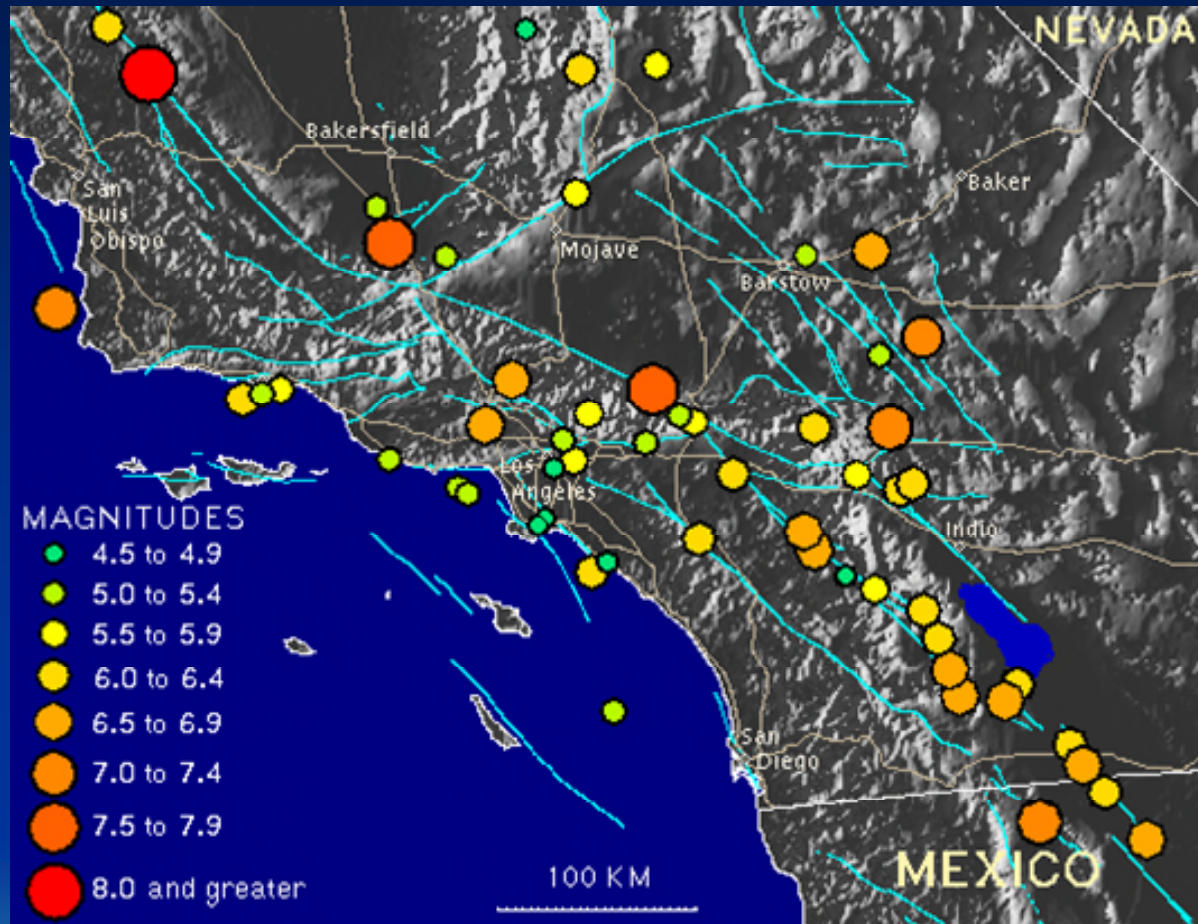 NEVADA
Bakersfield
Baker
San
Luis
Obispo
Mojave
Barstow
Los
Angeles
MAGNITUDES
4.5 to 4.9
5.0 to 5.4
5.5 to 5.9
6.0 to 6.4
6.5 to 6.9
7.0 to 7.4
7.5 to 7.9
8.0 and greater
Indio
San
Diego
100 KM
MEXICO